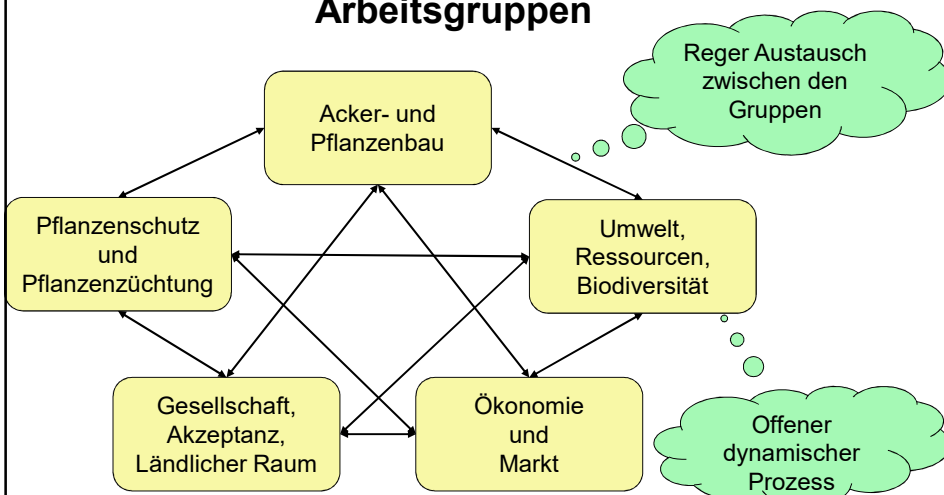 Arbeitsgruppen
Reger Austausch
zwischen den
Gruppen
Acker- und
Pflanzenbau
Pflanzenschutz
und
Pflanzenzüchtung
Umwelt,
Ressourcen,
Biodiversität
Gesellschaft,
Akzeptanz,
Ländlicher Raum
Ökonomie
und
Markt
Offener
dynamischer
Prozess